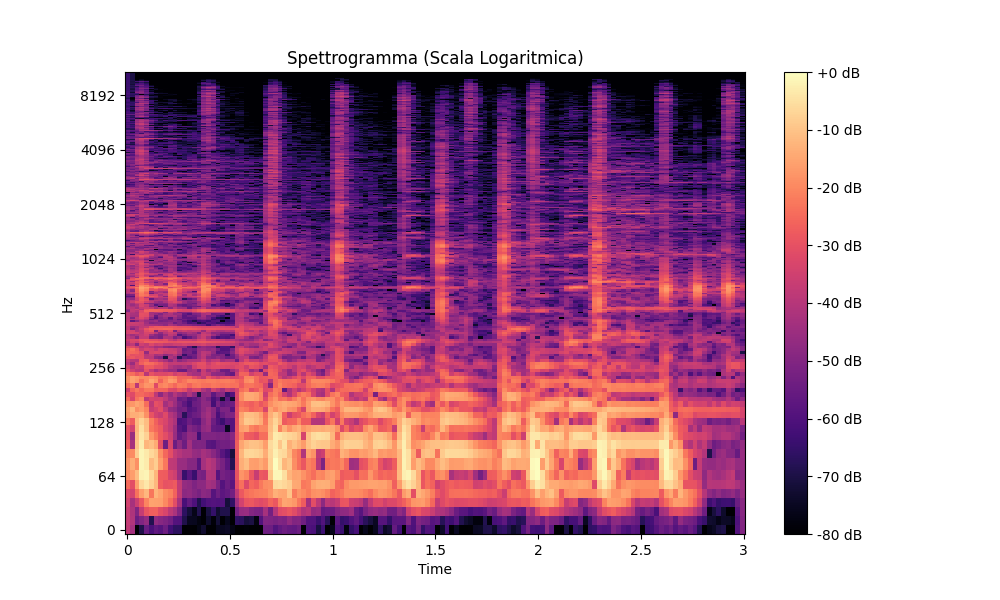 Spettrogramma (Scala Logaritmica)
Hz
8192
4096
2048
1024
512
256
128
64
0
0 0.5 1 1.5 2 2.5 3
Time
+0 dB
-10 dB
-20 dB
-30 dB
-40 dB
-50 dB
-60 dB
-70 dB
-80 dB